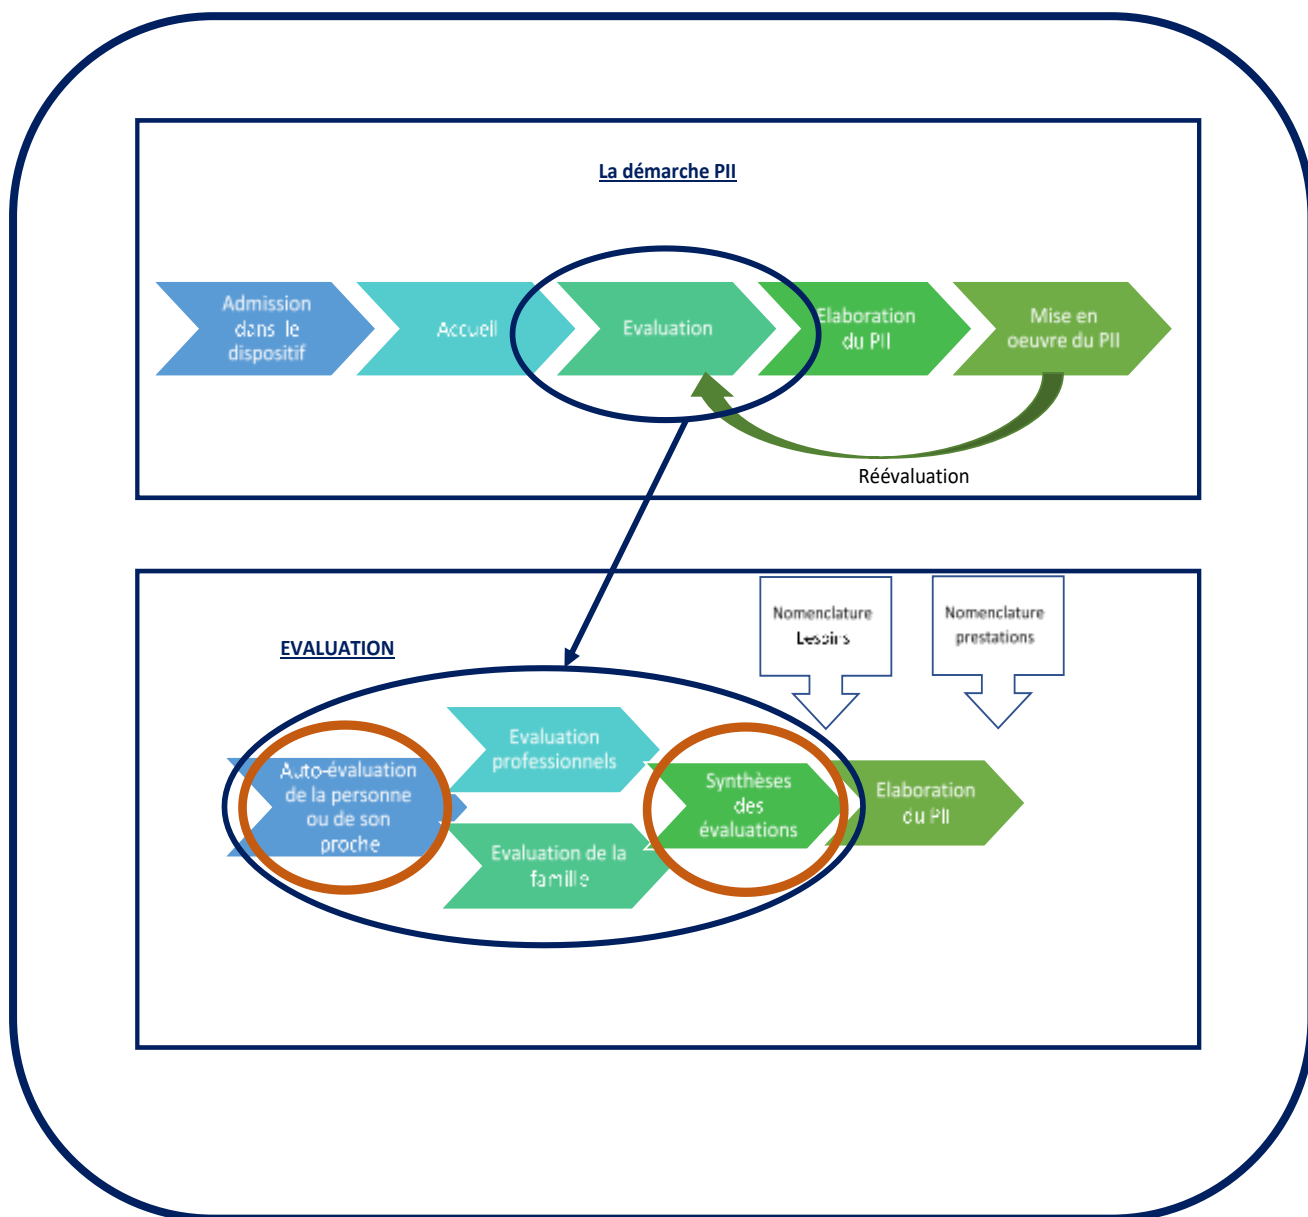 La démarche PII
Admission
dans le
dispositif
Accueil
Evaluation
Elaboration
du PII
Mise en
oeuvre du PII
Réévaluation
EVALUATION
Nomenclature
Nomenclature
prestations
Auto-évaluation
de la personne
ou de son
proche
Evaluation
professionnels
Evaluation de la
famille
Synthèses
des
évaluations
Elaboration
du PII